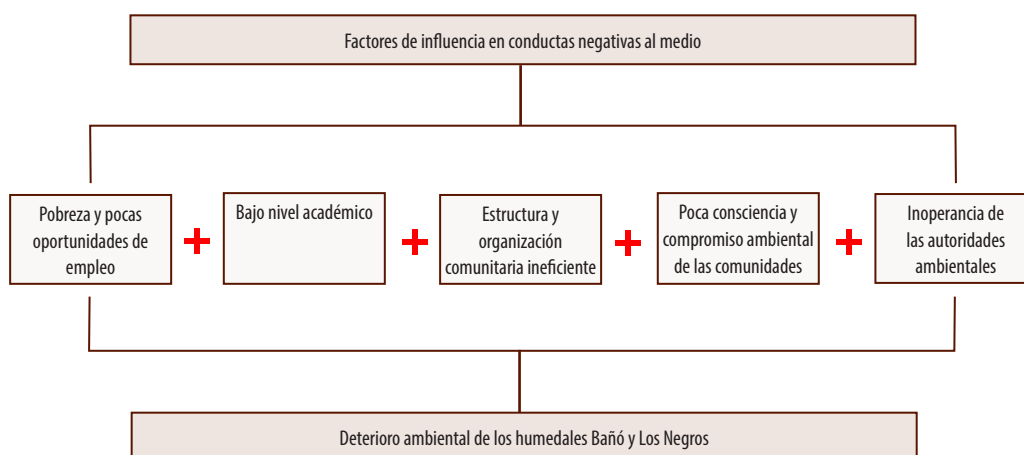 Factores de influencia en conductas negativas al medio
Pobreza y pocas
oportunidades de
empleo
+
Bajo nivel académico
+
Estructura y
organización
comunitaria ineficiente
+
Poca consciencia y
compromiso ambiental
de las comunidades
+
Inoperancia de
las autoridades
ambientales
Deterioro ambiental de los humedales Bañó y Los Negros